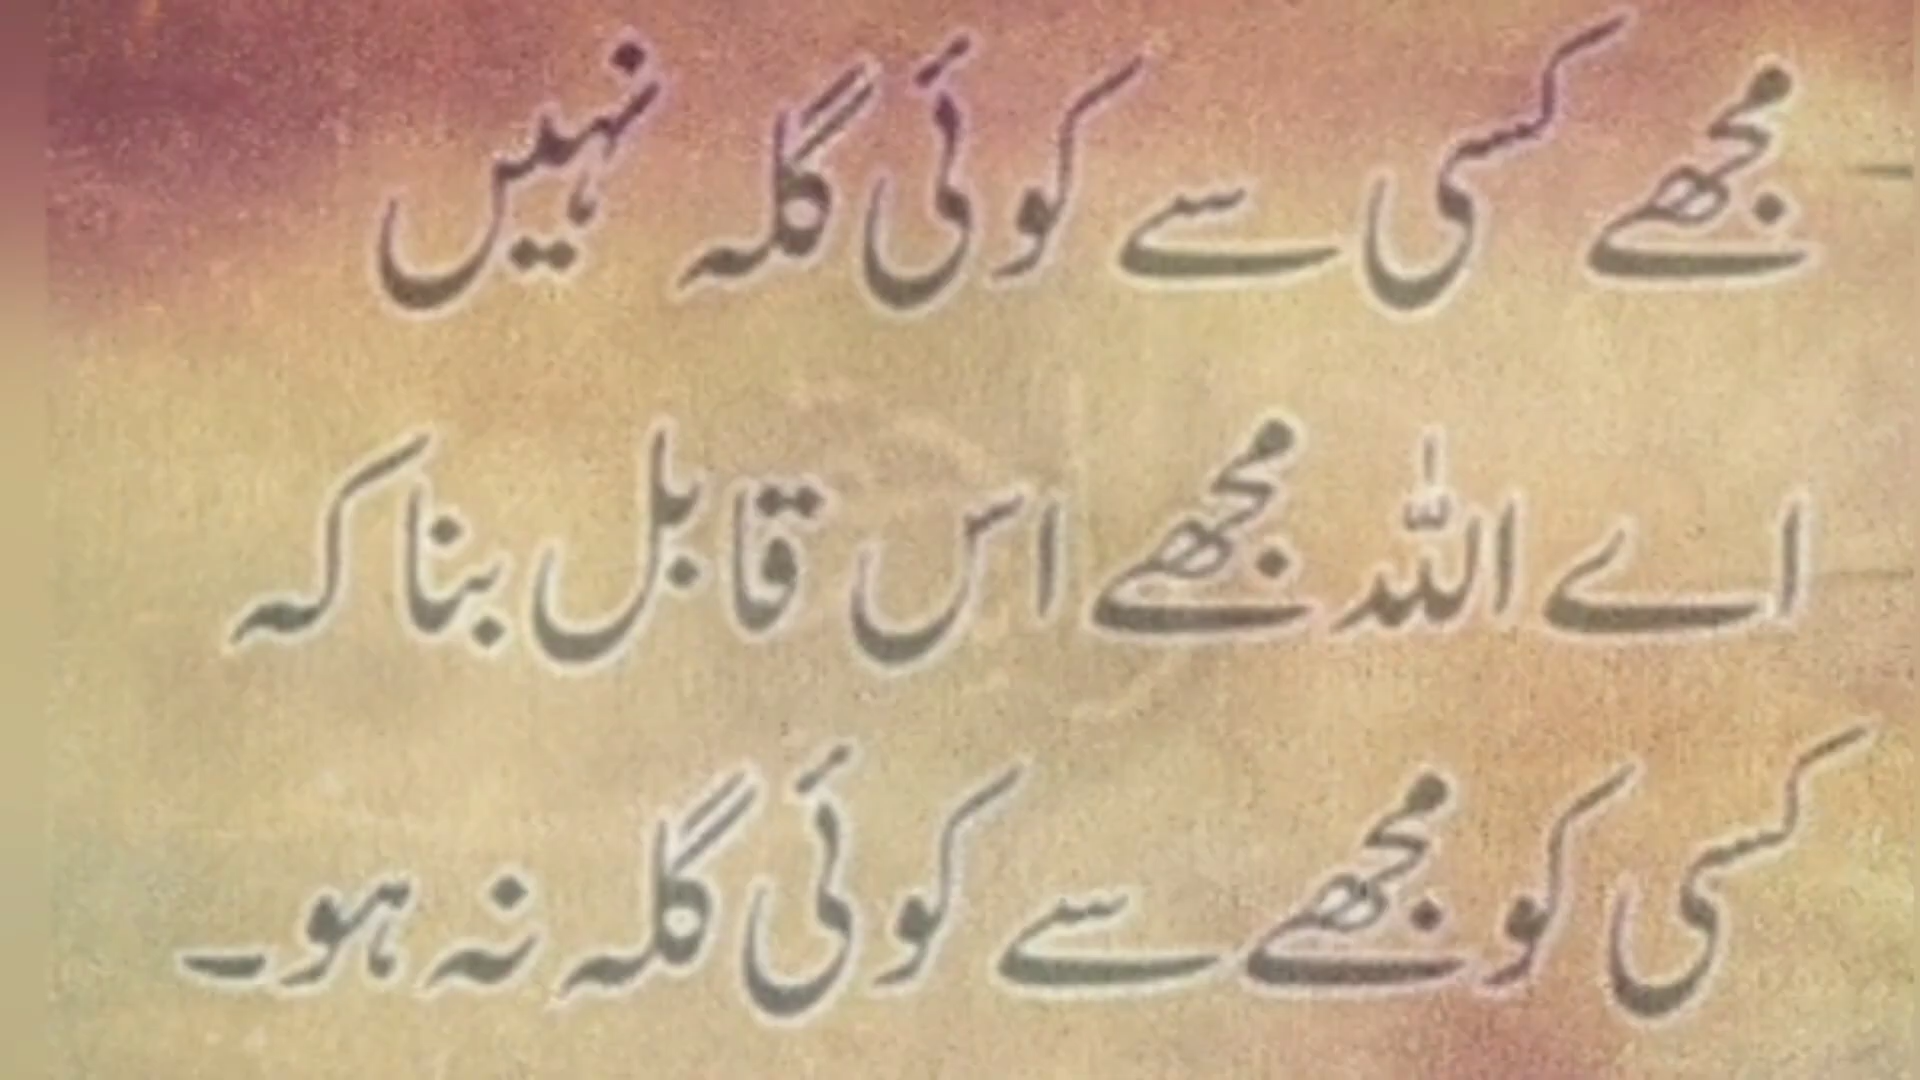 مجھے کسی سے کوئی گلہ نہیں
اے اللہ مجھے اس قابل بنا کہ
کسی کو مجھے سے کوئی گلہ نہ ہو۔